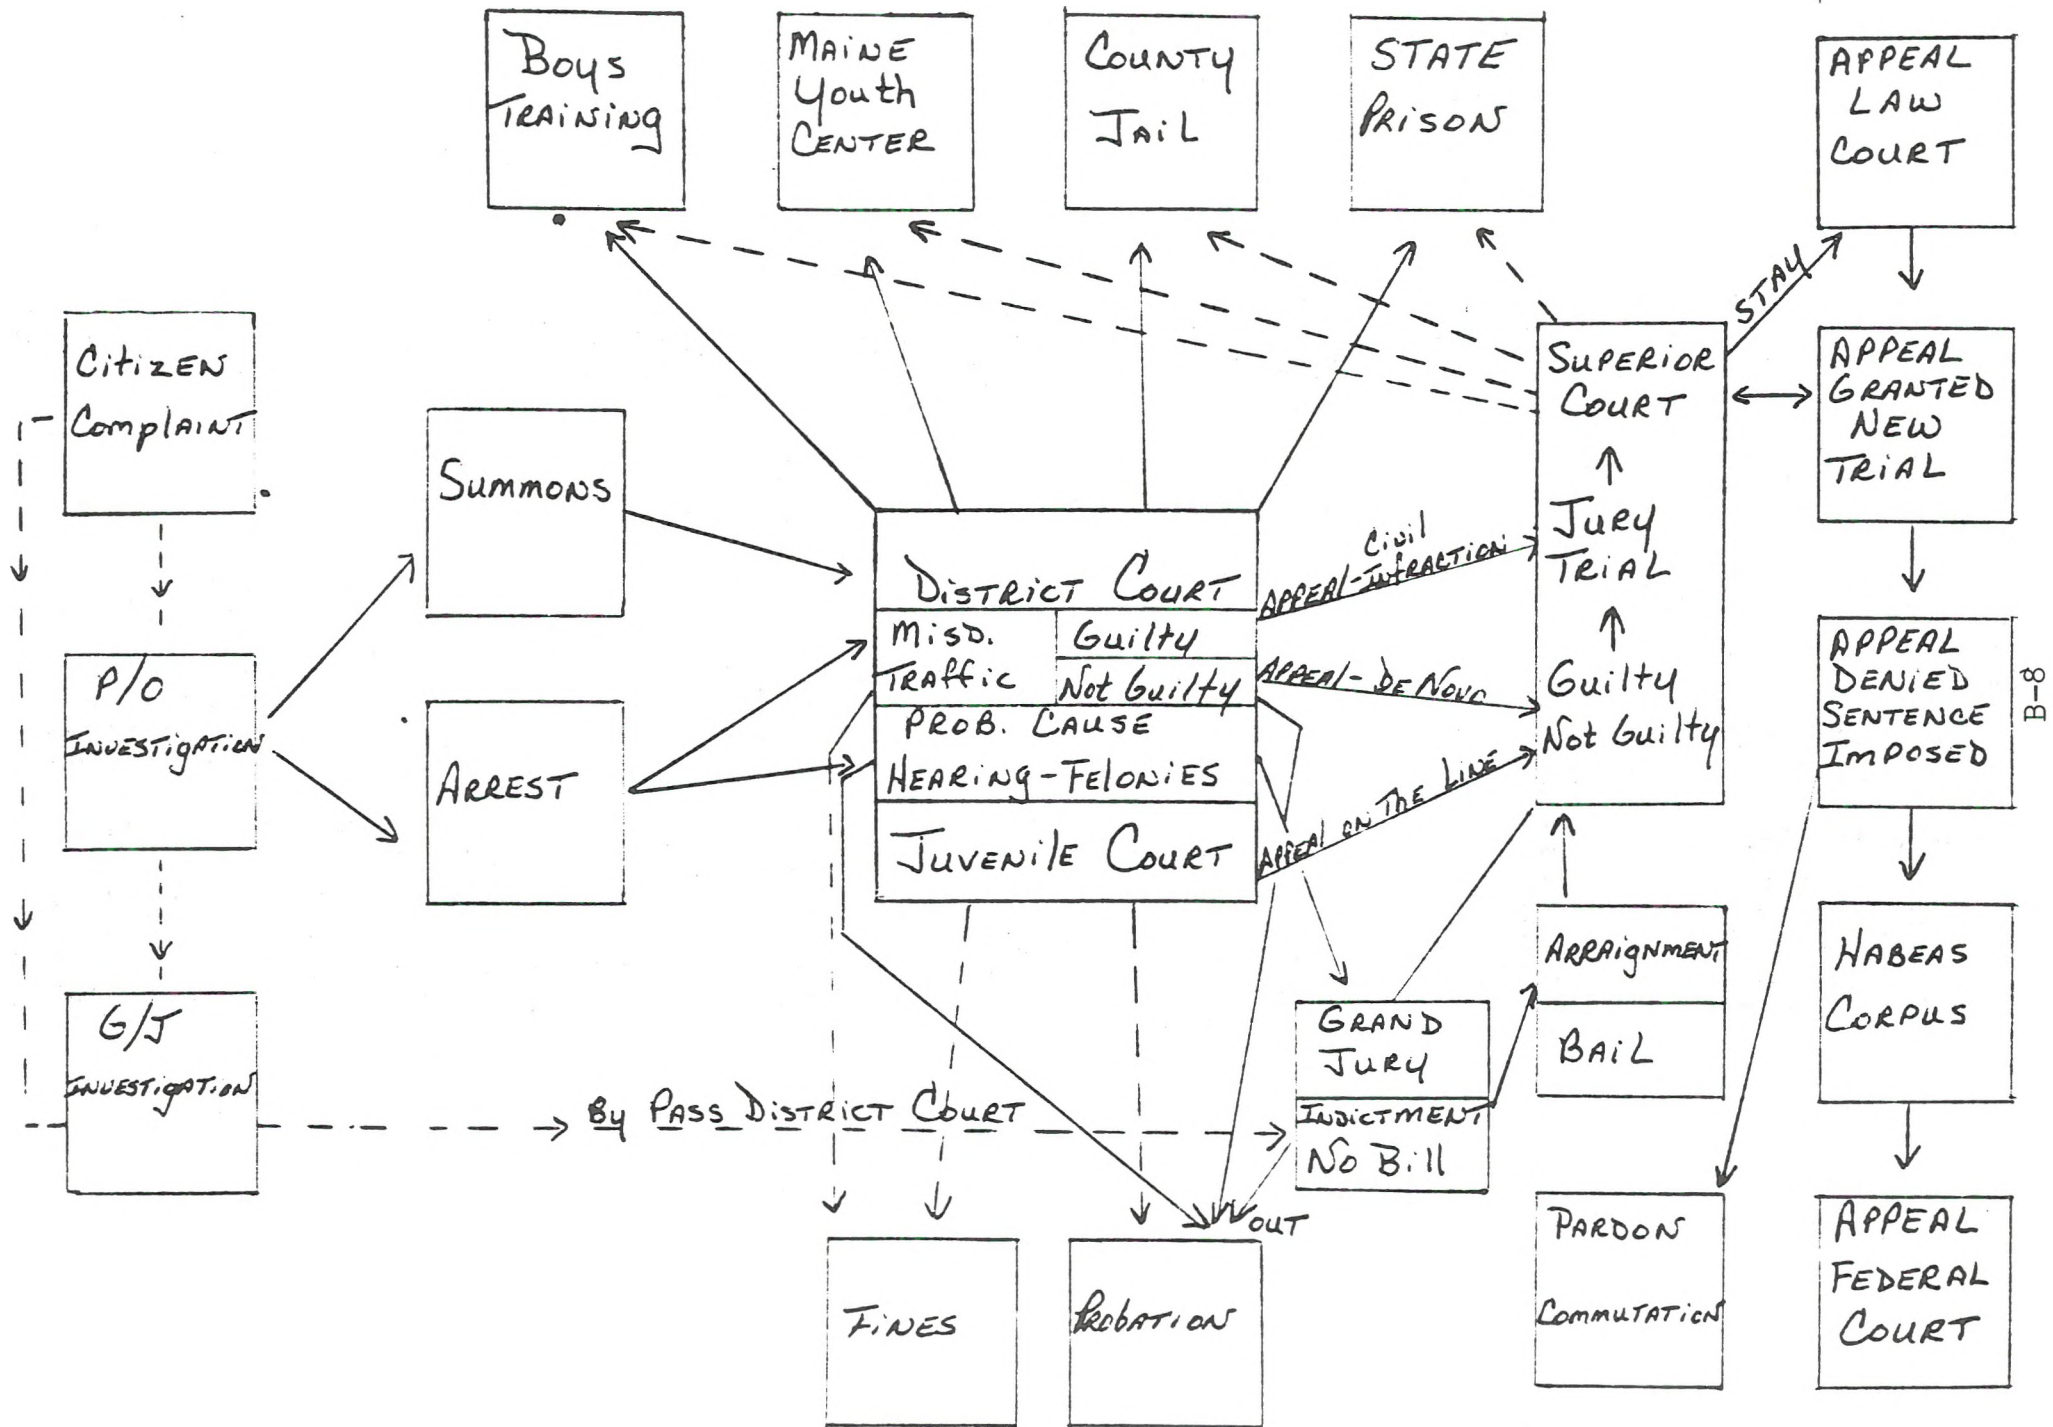 Boys
TRAINING
MAINE
Youth
CENTER
COUNTY
JAIL
STATE
PRISON
APPEAL
LAW
COURT
STAY
Citizen
Complaint
Summons
P/O
INVESTIGATION
ARREST
G/J
INVESTIGATION
DISTRICT COURT
MISD.
TRAffic
Guilty
Not Guilty
PROB. CAUSE
HEARING-FELONIES
JUVENILE COURT
Civil
APPEAL-INfRACTION
APPEAL-DE NOVO
APPEAL ON THE LINE
SUPERIOR
COURT
JURY
TRIAL
Guilty
Not Guilty
APPEAL
GRANTED
NEW
TRIAL
APPEAL
DENIED
SENTENCE
IMPOSED
B-8
ARRAIGNMENT
BAIL
HABEAS
CORPUS
GRAND
JURY
INDICTMENT
NO Bill
By PASS DISTRICT COURT
OUT
FINES
PROBATION
PARDON
COMMUTATION
APPEAL
FEDERAL
COURT